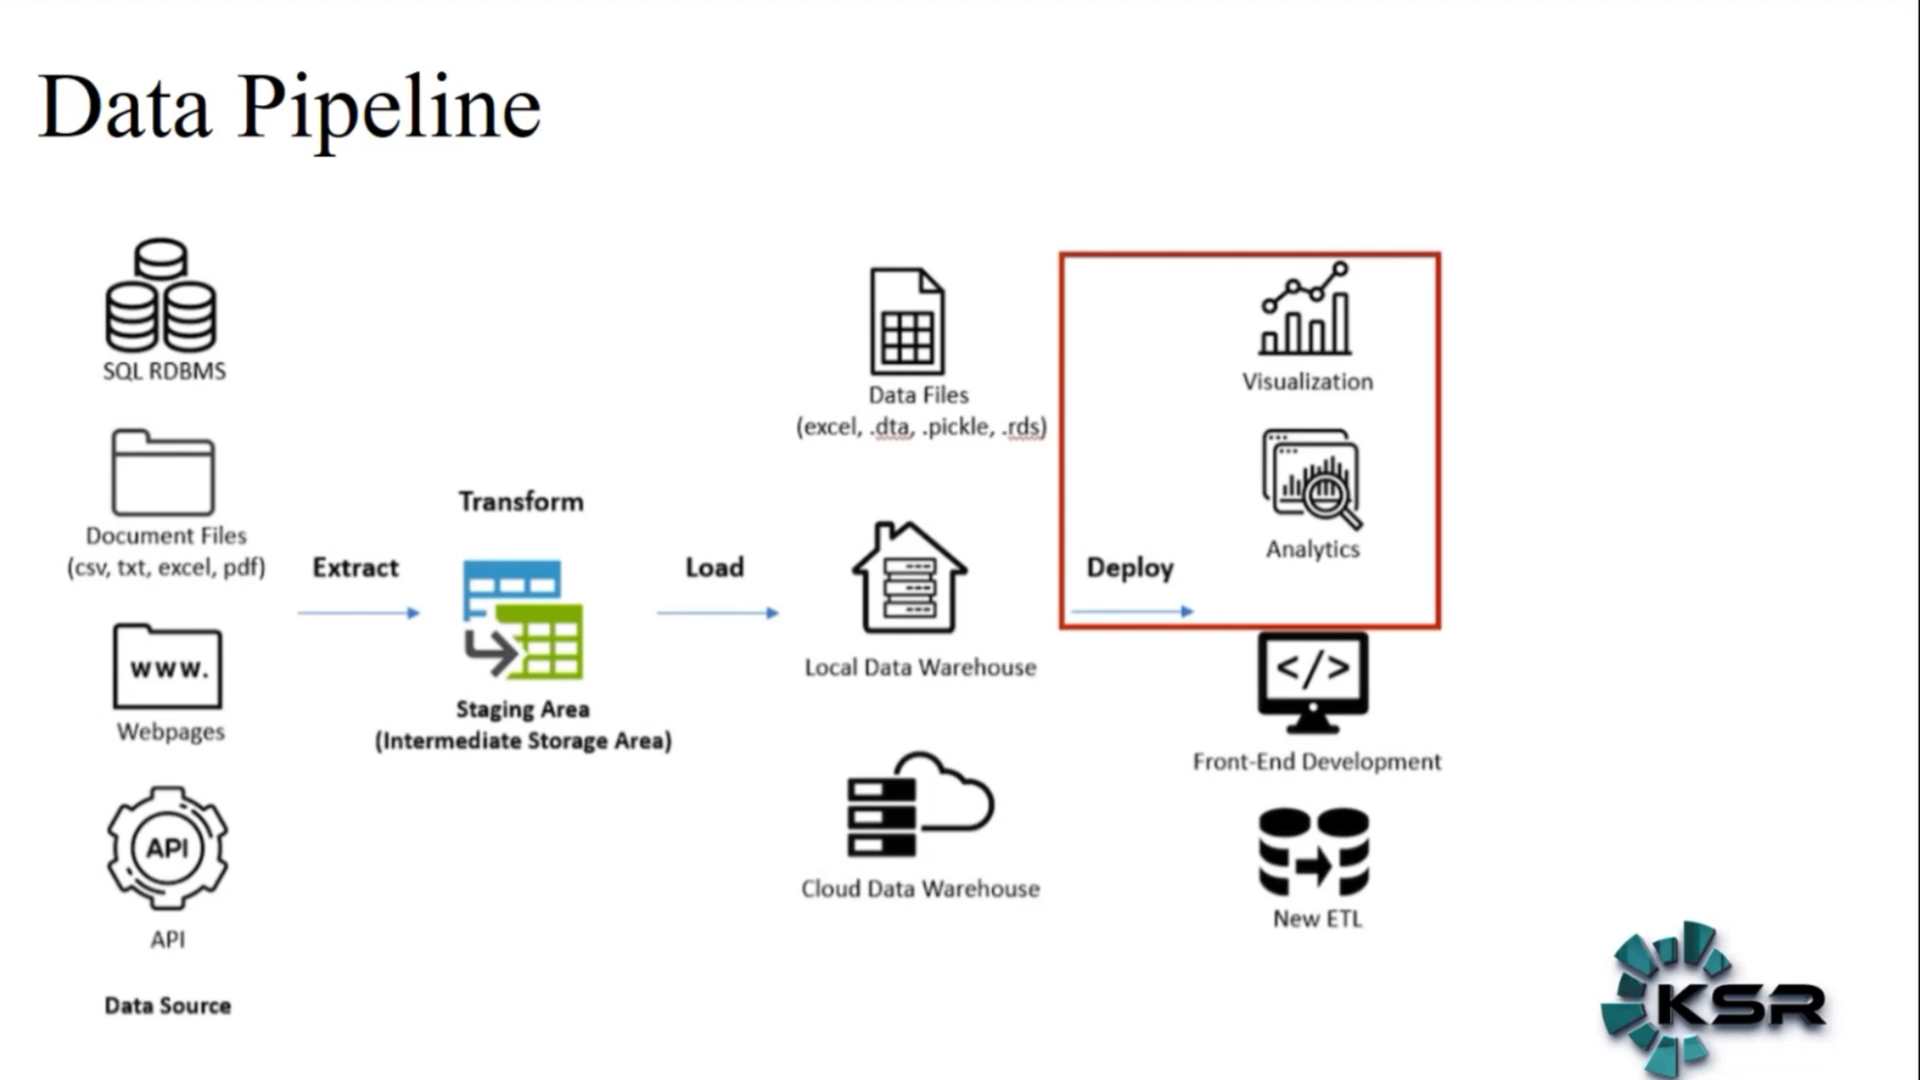 Data Pipeline
SQL RDBMS
Document Files
(csv, txt, excel, pdf)
www.
Webpages
API
API
Data Source
Extract
Transform
Staging Area
(Intermediate Storage Area)
Load
Data Files
(excel, .dta, .pickle, .rds)
Local Data Warehouse
Cloud Data Warehouse
Deploy
Visualization
Analytics
</>
Front-End Development
New ETL
KSR